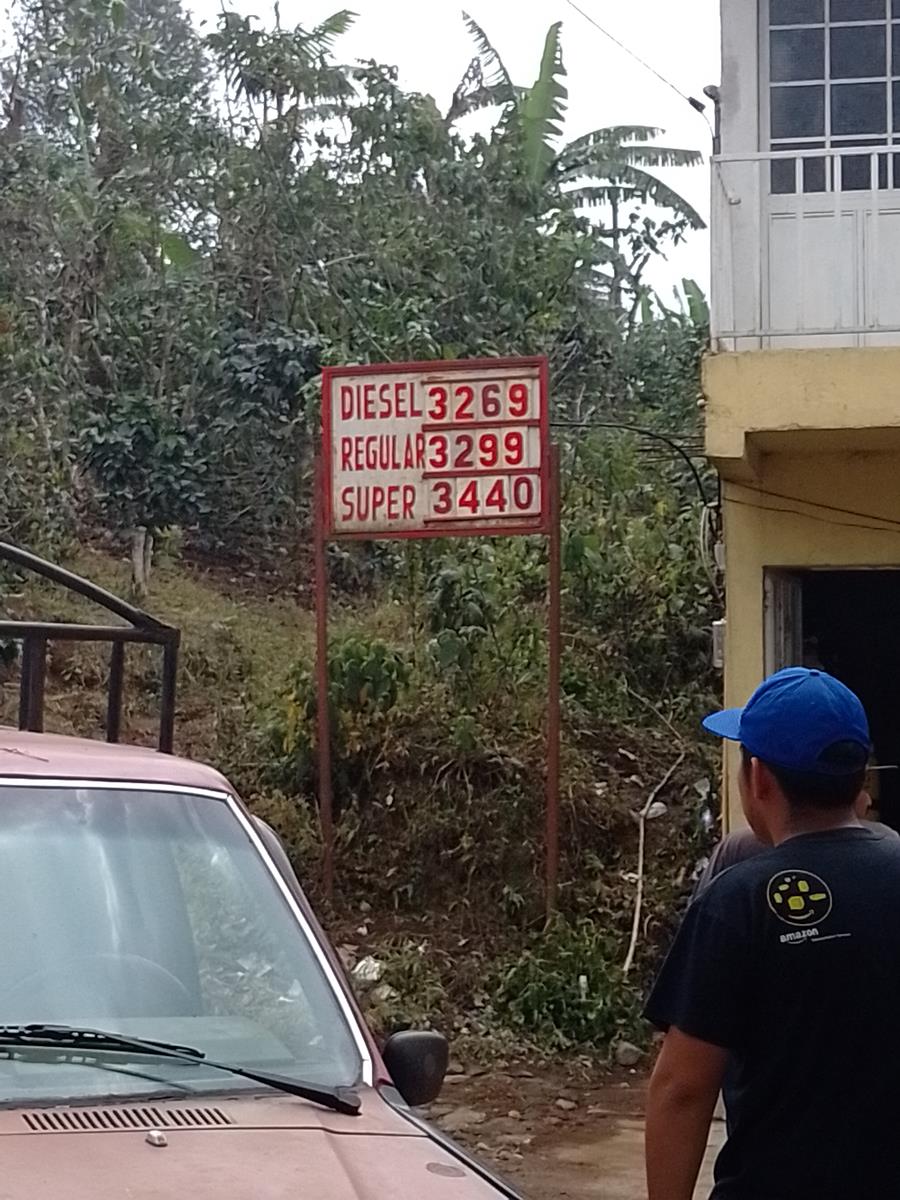 DIESEL 3269
REGULAR 3299
SUPER 3440
amazon